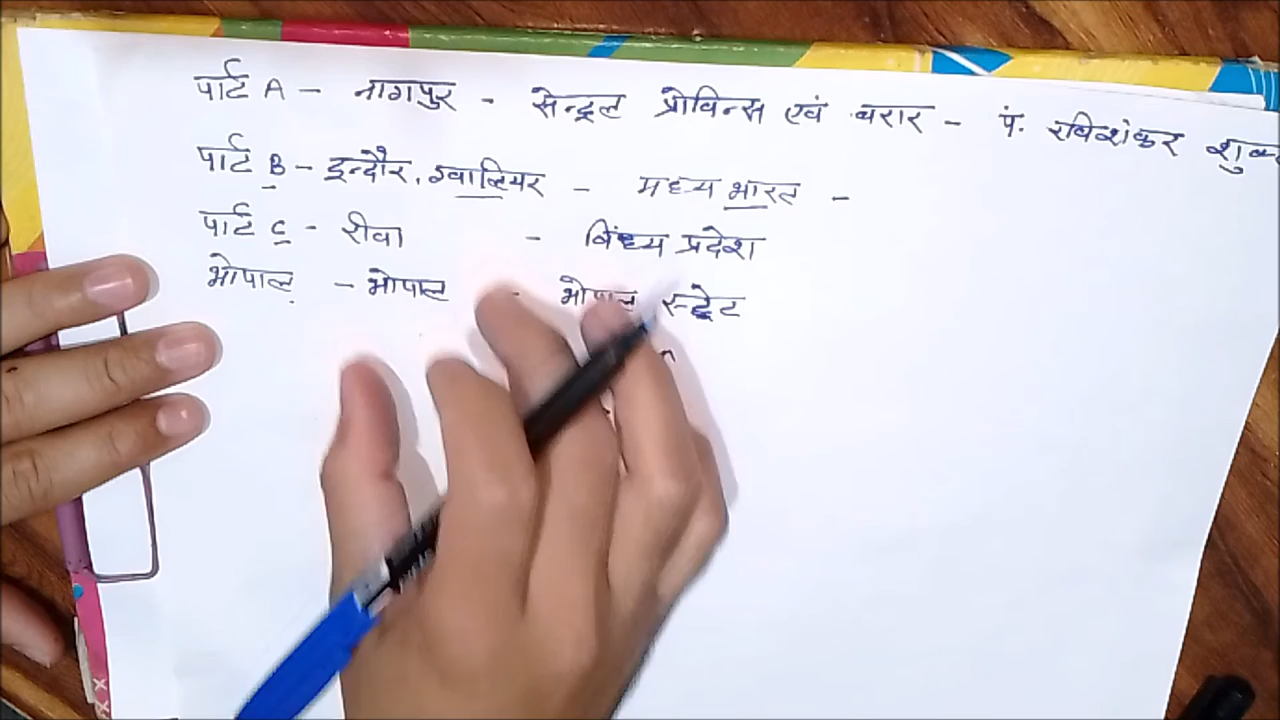 पार्ट A - नागपुर - सेन्ट्रल प्रोविन्स एवं बरार - पं. रविशंकर
पार्ट B - इन्दौर, ग्वालियर - मध्य भारत -
पार्ट C - रीवा - विंध्य प्रदेश
भोपाल - भोपाल - भोपाल स्टेट